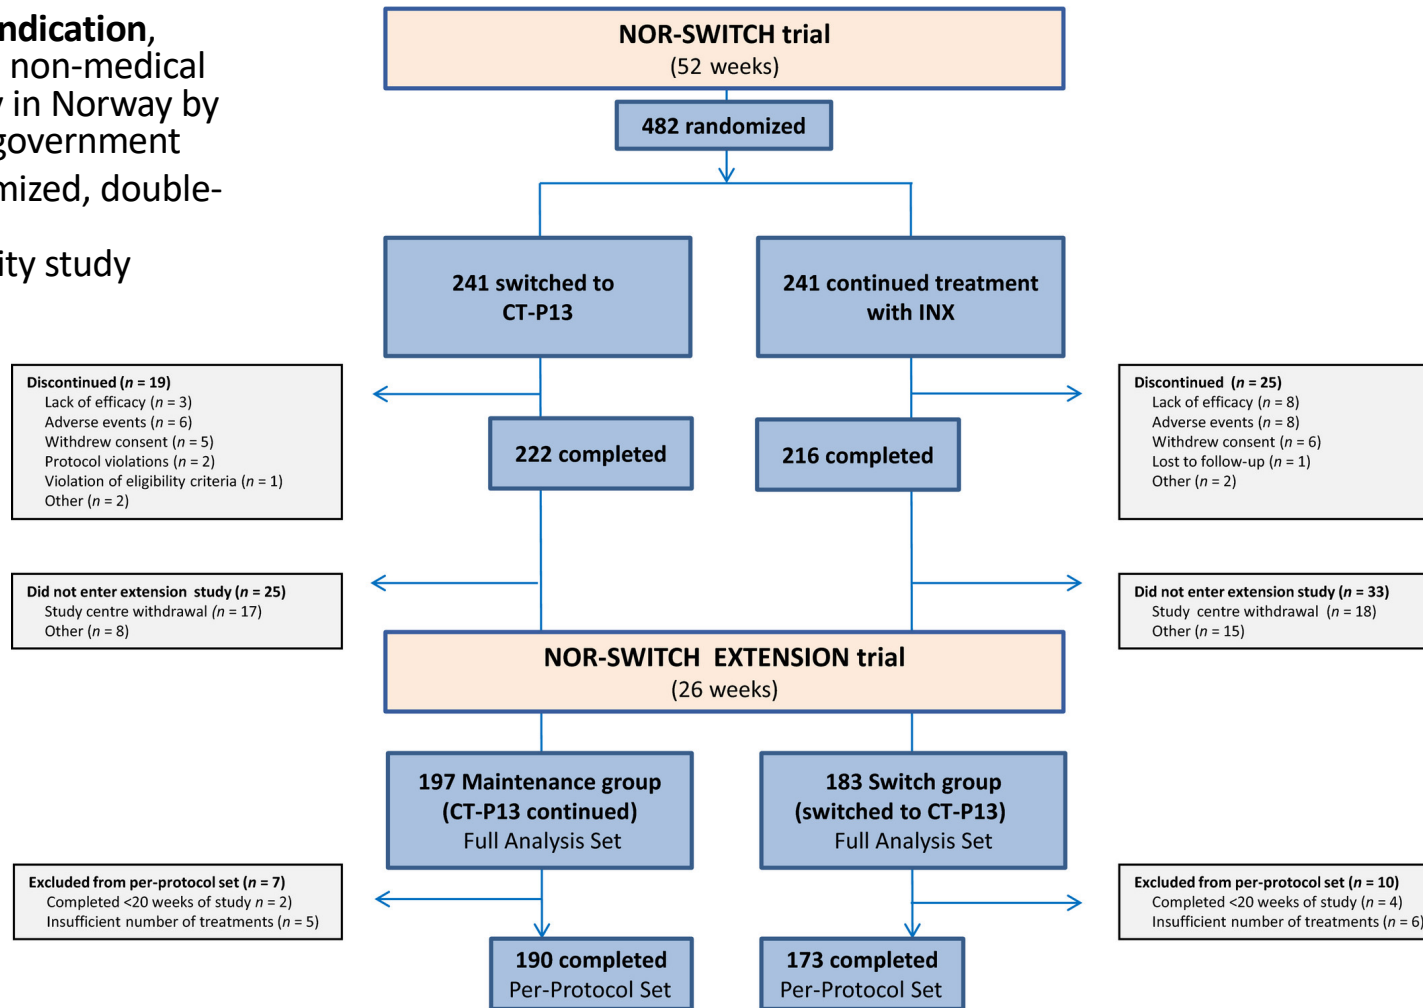 ndication,
non-medical
in Norway by
government
mized, double-
ity study
NOR-SWITCH trial
(52 weeks)
482 randomized
241 switched to
CT-P13
241 continued treatment
with INX
Discontinued (n = 19)
Lack of efficacy (n = 3)
Adverse events (n = 6)
Withdrew consent (n = 5)
Protocol violations (n = 2)
Violation of eligibility criteria (n = 1)
Other (n = 2)
222 completed
216 completed
Discontinued (n = 25)
Lack of efficacy (n = 8)
Adverse events (n = 8)
Withdrew consent (n = 6)
Lost to follow-up (n = 1)
Other (n = 2)
Did not enter extension study (n = 25)
Study centre withdrawal (n = 17)
Other (n = 8)
Did not enter extension study (n = 33)
Study centre withdrawal (n = 18)
Other (n = 15)
NOR-SWITCH EXTENSION trial
(26 weeks)
197 Maintenance group
(CT-P13 continued)
Full Analysis Set
183 Switch group
(switched to CT-P13)
Full Analysis Set
Excluded from per-protocol set (n = 7)
Completed <20 weeks of study n = 2)
Insufficient number of treatments (n = 5)
Excluded from per-protocol set (n = 10)
Completed <20 weeks of study (n = 4)
Insufficient number of treatments (n = 6)
190 completed
Per-Protocol Set
173 completed
Per-Protocol Set